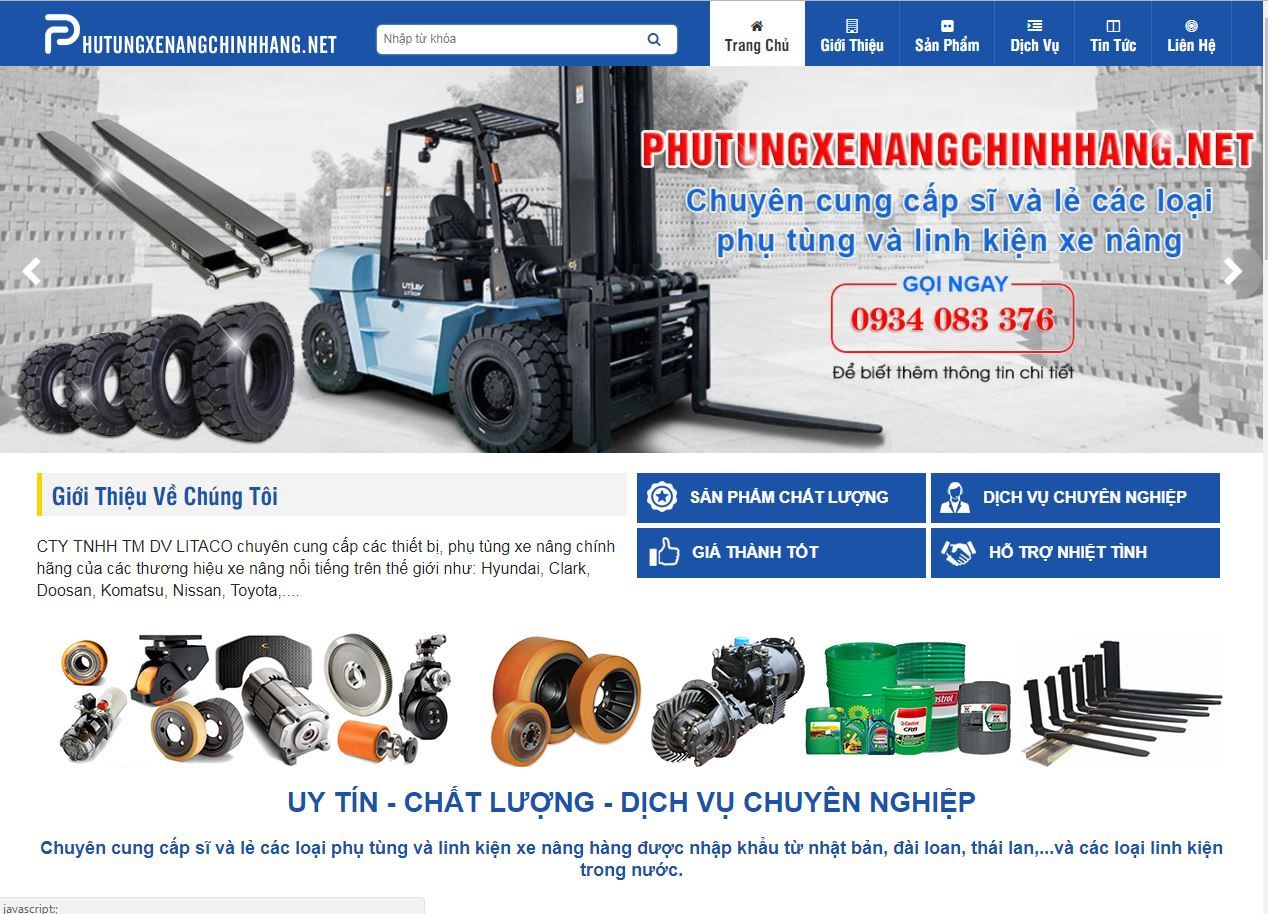 PHUTUNGXENANGCHINHHANG.NET
Nhập từ khóa
Trang Chủ
Giới Thiệu
Sản Phẩm
Dịch Vụ
Tin Tức
Liên Hệ
PHUTUNGXENANGCHINHHANG.NET
Chuyên cung cấp sĩ và lẻ các loại
phụ tùng và linh kiện xe nâng
GỌI NGAY
0934 083 376
Để biết thêm thông tin chi tiết
UTILEV
Giới Thiệu Về Chúng Tôi
CTY TNHH TM DV LITACO chuyên cung cấp các thiết bị, phụ tùng xe nâng chính
hãng của các thương hiệu xe nâng nổi tiếng trên thế giới như: Hyundai, Clark,
Doosan, Komatsu, Nissan, Toyota,....
SẢN PHẨM CHẤT LƯỢNG
DỊCH VỤ CHUYÊN NGHIỆP
GIÁ THÀNH TỐT
HỖ TRỢ NHIỆT TÌNH
bp
Castrol
CRB
UY TÍN - CHẤT LƯỢNG - DỊCH VỤ CHUYÊN NGHIỆP
Chuyên cung cấp sĩ và lẻ các loại phụ tùng và linh kiện xe nâng hàng được nhập khẩu từ nhật bản, đài loan, thái lan,...và các loại linh kiện
trong nước.
javascript:;